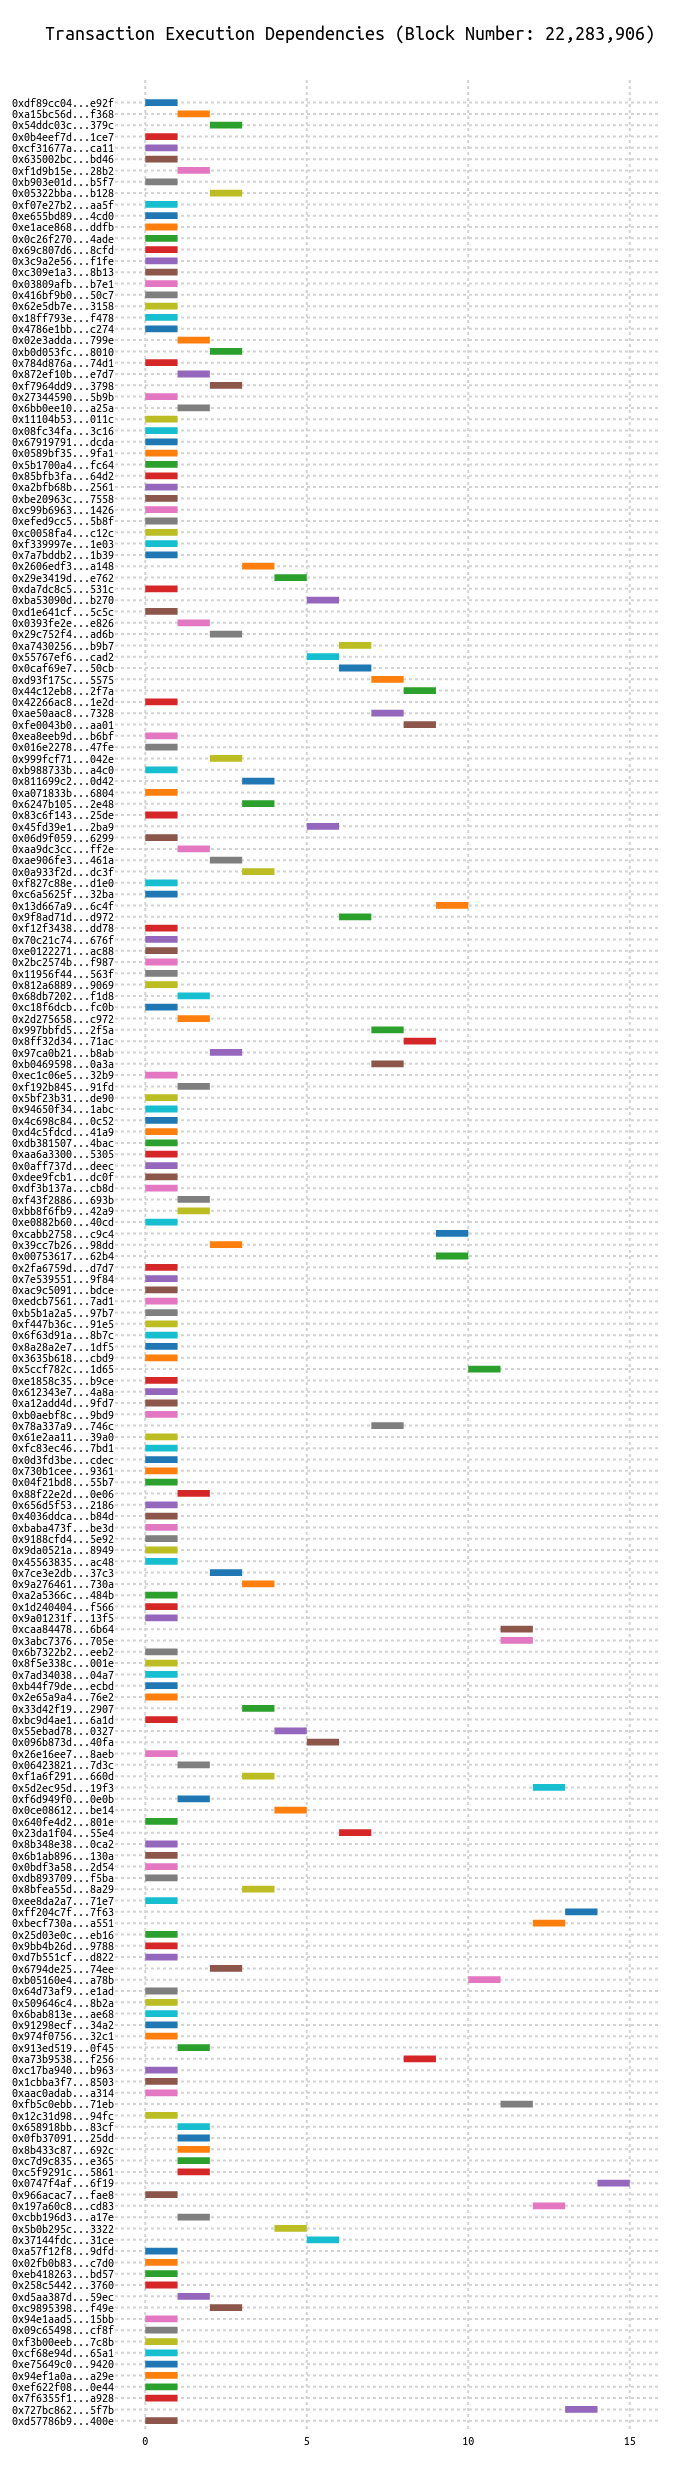 Transaction Execution Dependencies (Block Number: 22,283,906)
0xdf89cc04...e92f
0xa15bc56d...f368
0x54ddc03c...379c
0x0b4eef7d...1ce7
0xcf31677a...ca11
0x635002bc...bd46
0xf1d9b15e...28b2
0xb903e01d...b5f7
0x05322bba...b128
0xf07e27b2...aa5f
0xe655bd89...4cd0
0xe1ace868...ddfb
0x0c26f270...4ade
0x69c807d6...8cfd
0x3c9a2e56...f1fe
0xc309e1a3...8b13
0x03809afb...b7e1
0x416bf9b0...50c7
0x62e5db7e...3158
0x18ff793e...f478
0x4786e1bb...c274
0x02e3adda...799e
0xb0d053fc...8010
0x784d876a...74d1
0x872ef10b...e7d7
0xf7964dd9...3798
0x27344590...5b9b
0x6bb0ee10...a25a
0x11104b53...011c
0x08fc34fa...3c16
0x67919791...dcda
0x0589bf35...9fa1
0x5b1700a4...fc64
0x85bfb3fa...64d2
0xa2bfb68b...2561
0xbe20963c...7558
0xc99b6963...1426
0xefed9cc5...5b8f
0xc0058fa4...c12c
0xf339997e...1e03
0x7a7bddb2...1b39
0x2606edf3...a148
0x29e3419d...e762
0xda7dc8c5...531c
0xba53090d...b270
0xd1e641cf...5c5c
0x0393fe2e...e826
0x29c752f4...ad6b
0xa7430256...b9b7
0x55767ef6...cad2
0x0caf69e7...50cb
0xd93f175c...5575
0x44c12eb8...2f7a
0x42266ac8...1e2d
0xae50aac8...7328
0xfe0043b0...aa01
0xea8eeb9d...b6bf
0x016e2278...47fe
0x999fcf71...042e
0xb988733b...a4c0
0x811699c2...0d42
0xa071833b...6804
0x6247b105...2e48
0x83c6f143...25de
0x45fd39e1...2ba9
0x06d9f059...6299
0xaa9dc3cc...ff2e
0xae906fe3...461a
0x0a933f2d...dc3f
0xf827c88e...d1e0
0xc6a5625f...32ba
0x13d667a9...6c4f
0x9f8ad71d...d972
0xf12f3438...dd78
0x70c21c74...676f
0xe0122271...ac88
0x2bc2574b...f987
0x11956f44...563f
0x812a6889...9069
0x68db7202...f1d8
0xc18f6dcb...fc0b
0x2d275658...c972
0x997bbfd5...2f5a
0x8ff32d34...71ac
0x97ca0b21...b8ab
0xb0469598...0a3a
0xec1c06e5...32b9
0xf192b845...91fd
0x5bf23b31...de90
0x94650f34...1abc
0x4c698c84...0c52
0xd4c5fdcd...41a9
0xdb381507...4bac
0xaa6a3300...5305
0x0aff737d...deec
0xdee9fcb1...dc0f
0xdf3b137a...cb8d
0xf43f2886...693b
0xbb8f6fb9...42a9
0xe0882b60...40cd
0xcabb2758...c9c4
0x39cc7b26...98dd
0x00753617...62b4
0x2fa6759d...d7d7
0x7e539551...9f84
0xac9c5091...bdce
0xedcb7561...7ad1
0xb5b1a2a5...97b7
0xf447b36c...91e5
0x6f63d91a...8b7c
0x8a28a2e7...1df5
0x3635b618...cbd9
0x5ccf782c...1d65
0xe1858c35...b9ce
0x612343e7...4a8a
0xa12add4d...9fd7
0xb0aebf8c...9bd9
0x78a337a9...746c
0x61e2aa11...39a0
0xfc83ec46...7bd1
0x0d3fd3be...cdec
0x730b1cee...9361
0x04f21bd8...55b7
0x88f22e2d...0e06
0x656d5f53...2186
0x4036ddca...b84d
0xbaba473f...be3d
0x9188cfd4...5e92
0x9da0521a...8949
0x45563835...ac48
0x7ce3e2db...37c3
0x9a276461...730a
0xa2a5366c...484b
0x1d240404...f566
0x9a01231f...13f5
0xcaa84478...6b64
0x3abc7376...705e
0x6b7322b2...eeb2
0x8f5e338c...001e
0x7ad34038...04a7
0xb44f79de...ecbd
0x2e65a9a4...76e2
0x33d42f19...2907
0xbc9d4ae1...6a1d
0x55ebad78...0327
0x096b873d...40fa
0x26e16ee7...8aeb
0x06423821...7d3c
0xf1a6f291...660d
0x5d2ec95d...19f3
0xf6d949f0...0e0b
0x0ce08612...be14
0x640fe4d2...801e
0x23da1f04...55e4
0x8b348e38...0ca2
0x6b1ab896...130a
0x0bdf3a58...2d54
0xdb893709...f5ba
0x8bfea55d...8a29
0xee8da2a7...71e7
0xff204c7f...7f63
0xbecf730a...a551
0x25d03e0c...eb16
0x9bb4b26d...9788
0xd7b551cf...d822
0x6794de25...74ee
0xb05160e4...a78b
0x64d73af9...e1ad
0x509646c4...8b2a
0x6bab813e...ae68
0x91298ecf...34a2
0x974f0756...32c1
0x913ed519...0f45
0xa73b9538...f256
0xc17ba940...b963
0x1cbba3f7...8503
0xaac0adab...a314
0xfb5c0ebb...71eb
0x12c31d98...94fc
0x658918bb...83cf
0x0fb37091...25dd
0x8b433c87...692c
0xc7d9c835...e365
0xc5f9291c...5861
0x0747f4af...6f19
0x966acac7...fae8
0x197a60c8...cd83
0xcbb196d3...a17e
0x5b0b295c...3322
0x37144fdc...31ce
0xa57f12f8...9dfd
0x02fb0b83...c7d0
0xeb418263...bd57
0x258c5442...3760
0xd5aa387d...59ec
0xc9895398...f49e
0x94e1aad5...15bb
0x09c65498...cf8f
0xf3b00eeb...7c8b
0xcf68e94d...65a1
0xe75649c0...9420
0x94ef1a0a...a29e
0xef622f08...0e44
0x7f6355f1...a928
0x727bc862...5f7b
0xd57786b9...400e
0 5 10 15